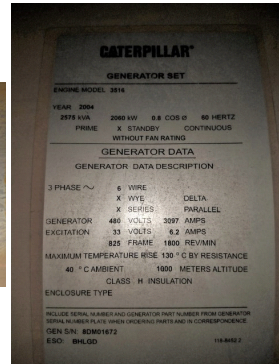 CATERPILLAR®
GENERATOR SET
ENGINE MODEL 3516
YEAR 2004
2575 kVA 2060 kW 0.8 COS Ø 60 HERTZ
PRIME X STANDBY CONTINUOUS
WITHOUT FAN RATING
GENERATOR DATA
GENERATOR DATA DESCRIPTION
3 PHASE ~ 6 WIRE
X WYE DELTA
X SERIES PARALLEL
GENERATOR 480 VOLTS 3097 AMPS
EXCITATION 33 VOLTS 6.2 AMPS
825 FRAME 1800 REV/MIN
MAXIMUM TEMPERATURE RISE 130 °C BY RESISTANCE
40 °C AMBIENT 1000 METERS ALTITUDE
CLASS H INSULATION
ENCLOSURE TYPE
INCLUDE SERIAL NUMBER AND GENERATOR PART NUMBER FROM GENERATOR
SERIAL NUMBER PLATE WHEN ORDERING PARTS AND IN CORRESPONDENCE.
GEN S/N: 8DM01672
ESO: BHLGD